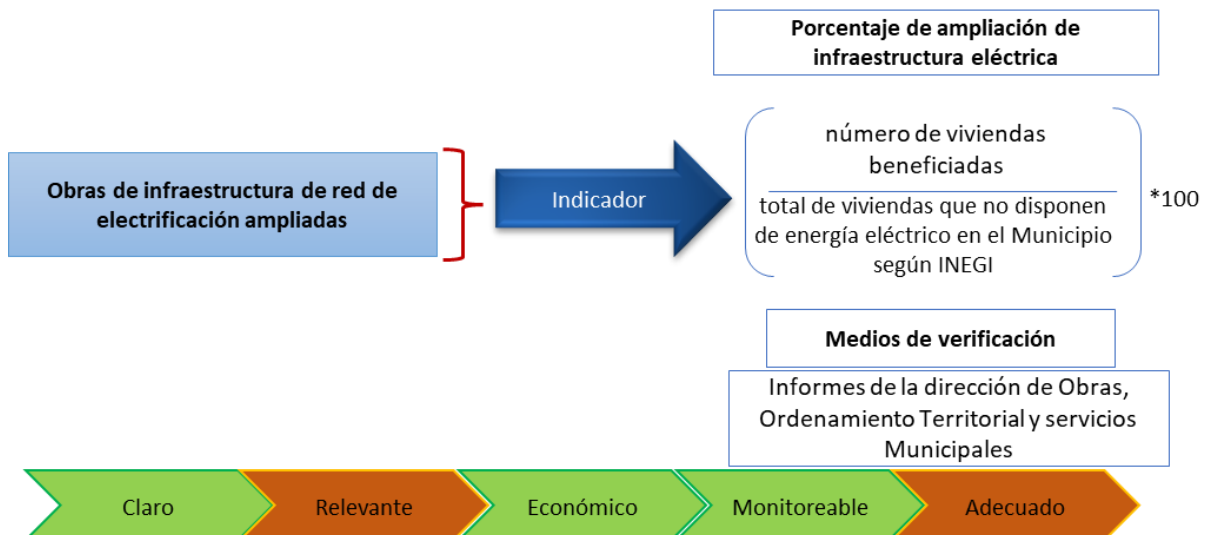 Porcentaje de ampliación de
infraestructura eléctrica
Obras de infraestructura de red de
electrificación ampliadas
Indicador
número de viviendas
beneficiadas
total de viviendas que no disponen
de energía eléctrico en el Municipio
según INEGI
*100
Medios de verificación
Informes de la dirección de Obras,
Ordenamiento Territorial y servicios
Municipales
Claro
Relevante
Económico
Monitoreable
Adecuado